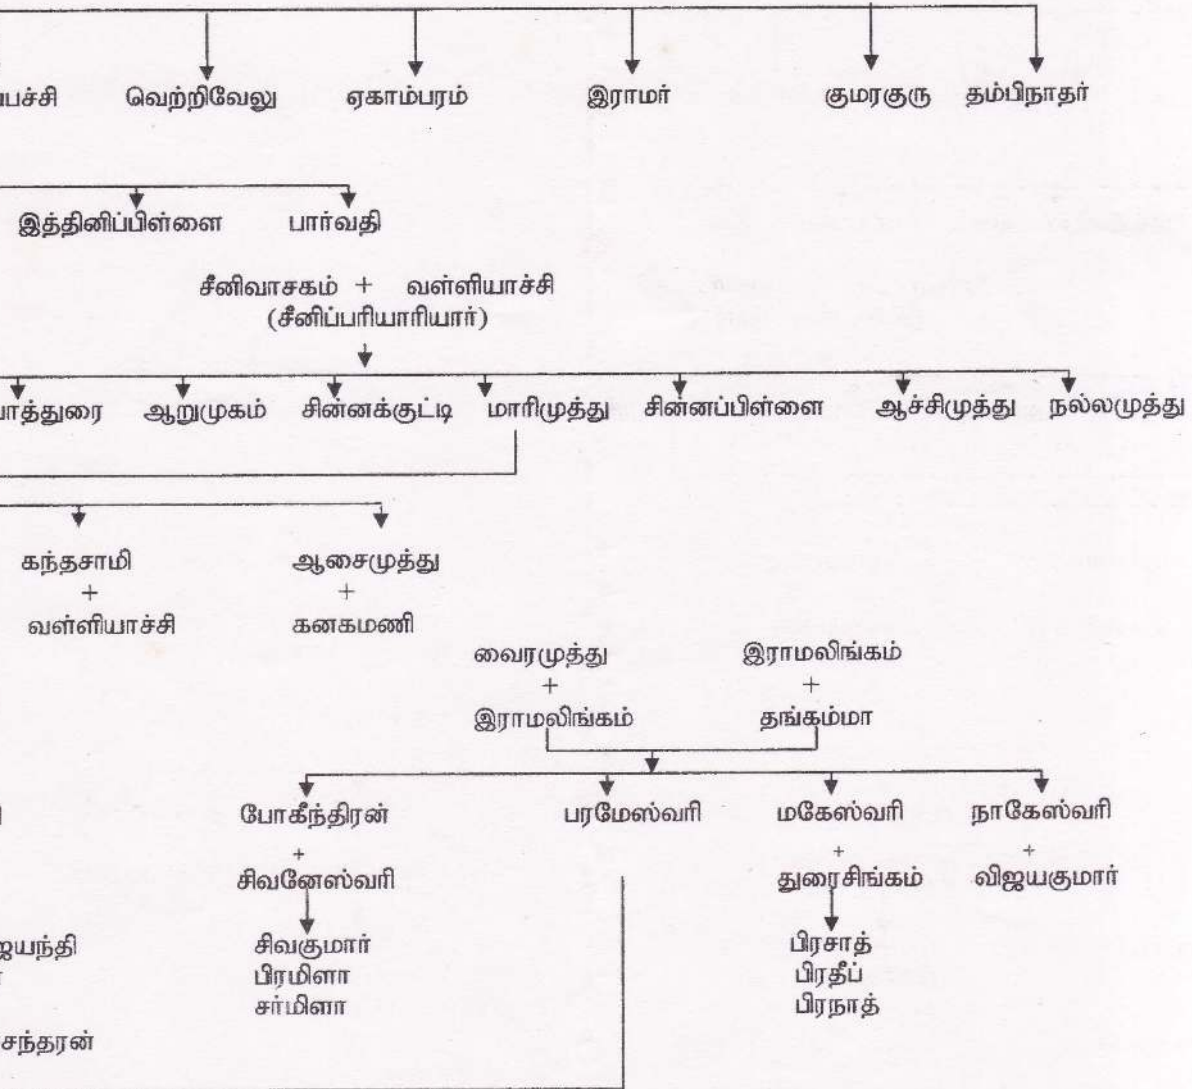 வெற்றிவேலு ஏகாம்பரம் இராமர் குமரகுரு தம்பிநாதர்
இத்தினிப்பிள்ளை பார்வதி
சீனிவாசகம் + வள்ளியாச்சி
(சீனிப்பரியாரியார்)
ஆறுமுகம் சின்னக்குட்டி மாரிமுத்து சின்னப்பிள்ளை ஆச்சிமுத்து நல்லமுத்து
கந்தசாமி ஆசைமுத்து
+ +
வள்ளியாச்சி கனகமணி
வைரமுத்து இராமலிங்கம்
+ +
இராமலிங்கம் தங்கம்மா
போகீந்திரன் பரமேஸ்வரி மகேஸ்வரி நாகேஸ்வரி
+ + +
சிவனேஸ்வரி துரைசிங்கம் விஜயகுமார்
சிவகுமார் பிரசாத்
பிரமிளா பிரதீப்
சர்மிளா பிரநாத்
சந்தரன்